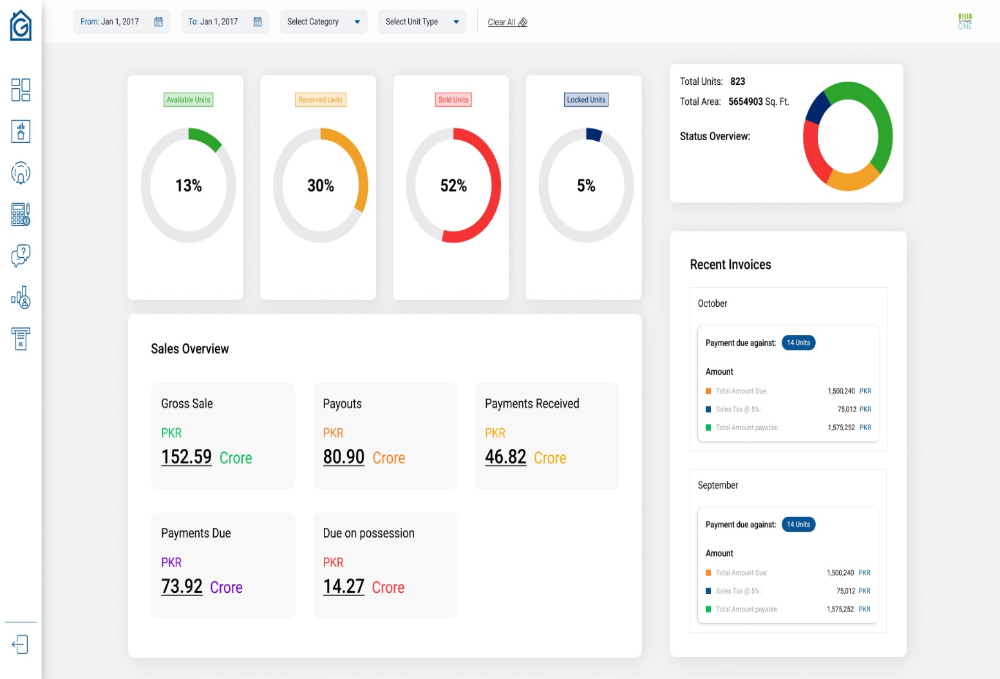 From: Jan 1, 2017
To: Jan 1, 2017
Select Category
Select Unit Type
Clear All
ONE
Available Units
13%
Reserved Units
30%
Sold Units
52%
Locked Units
5%
Total Units: 823
Total Area: 5654903 Sq. Ft.
Status Overview:
Sales Overview
Gross Sale
PKR
152.59 Crore
Payouts
PKR
80.90 Crore
Payments Received
PKR
46.82 Crore
Payments Due
PKR
73.92 Crore
Due on possession
PKR
14.27 Crore
Recent Invoices
October
Payment due against: 14 Units
Amount
Total Amount Due: 1,500,240 PKR
Sales Tax @ 5%: 75,012 PKR
Total Amount payable: 1,575,252 PKR
September
Payment due against: 14 Units
Amount
Total Amount Due: 1,500,240 PKR
Sales Tax @ 5%: 75,012 PKR
Total Amount payable: 1,575,252 PKR